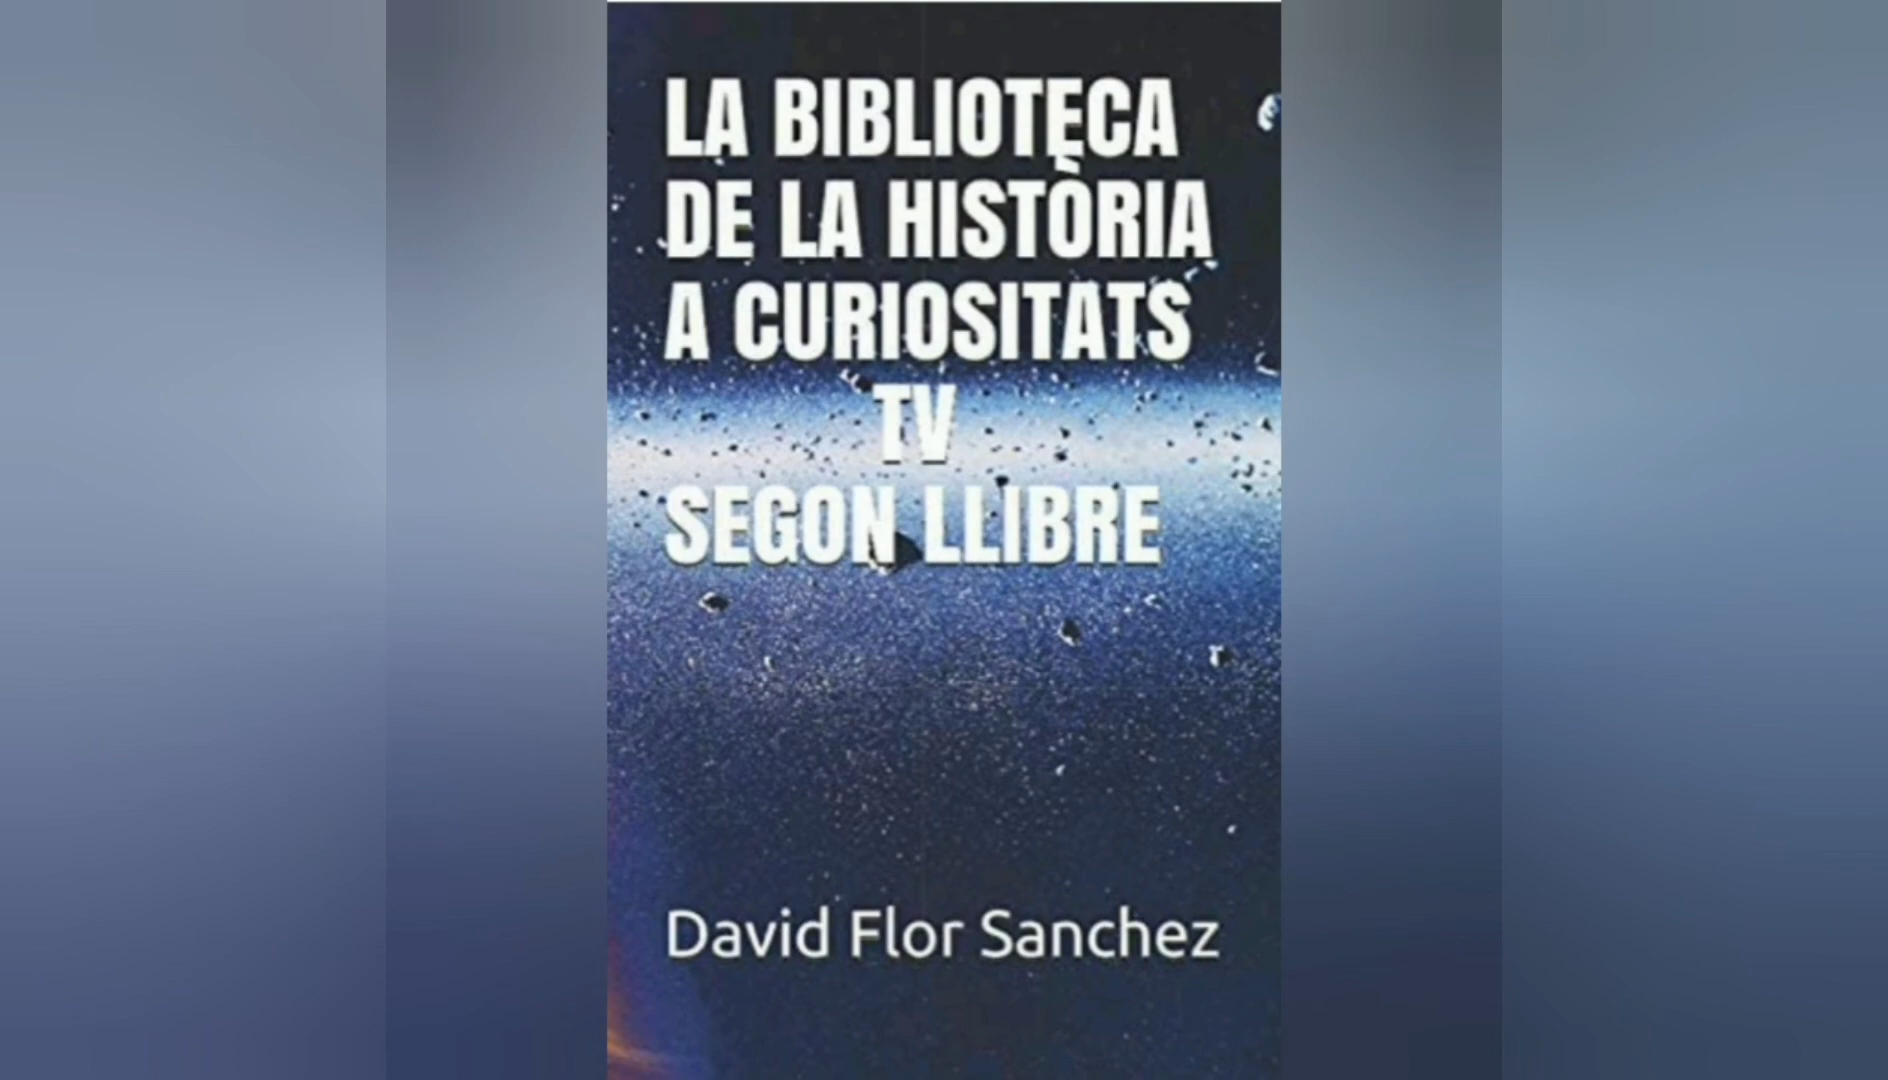 LA BIBLIOTECA
DE LA HISTÒRIA
A CURIOSITATS
TV
SEGON LLIBRE
David Flor Sanchez